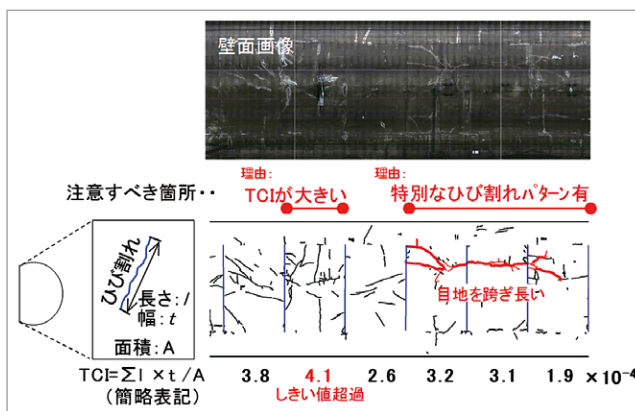 壁面画像
理由:
理由:
注意すべき箇所・・
TCIが大きい
特別なひび割れパターン有
ひび割れ
長さ:l
幅:t
面積:A
目地を跨ぎ長い
TCI=∑l×t/A
(簡略表記)
3.8 4.1 2.6 3.2 3.1 1.9 ×10⁻⁴
しきい値超過